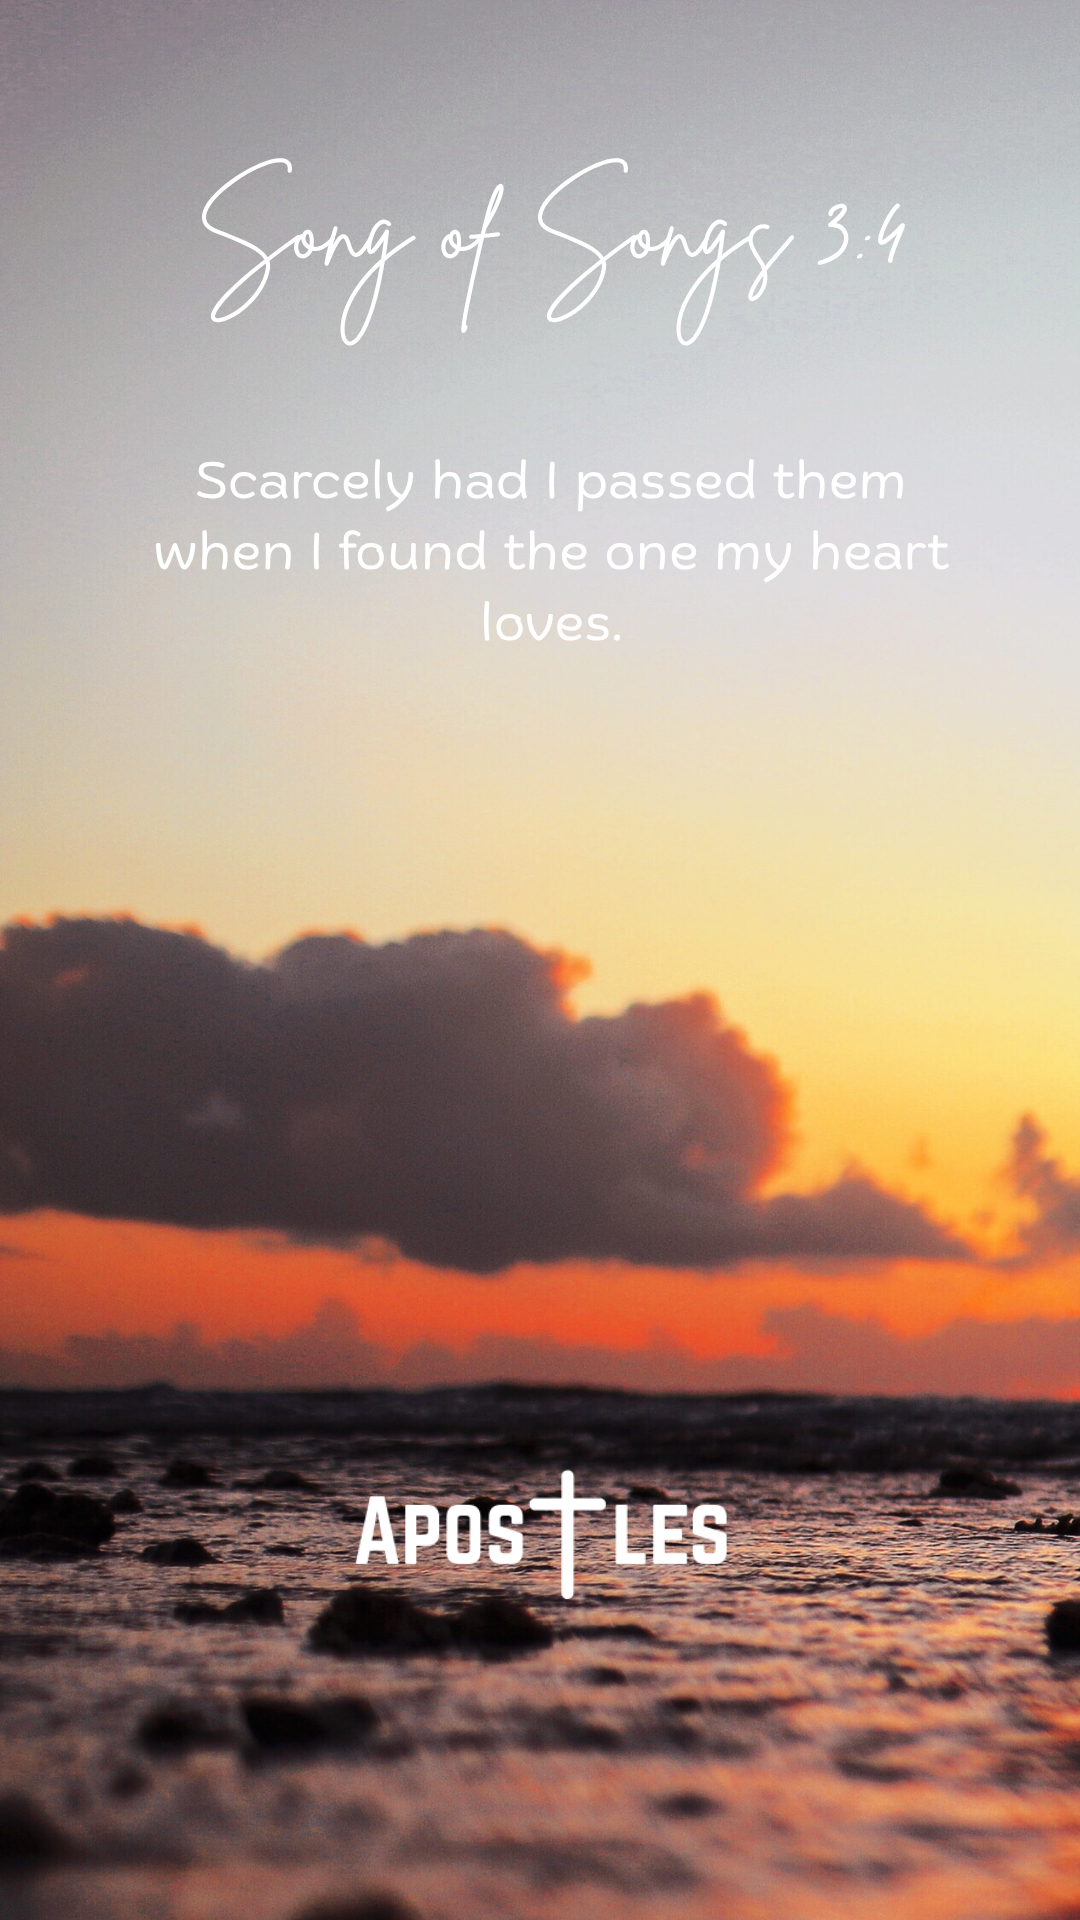 Song of Songs 3:4
Scarcely had I passed them
when I found the one my heart
loves.
APOSTLES